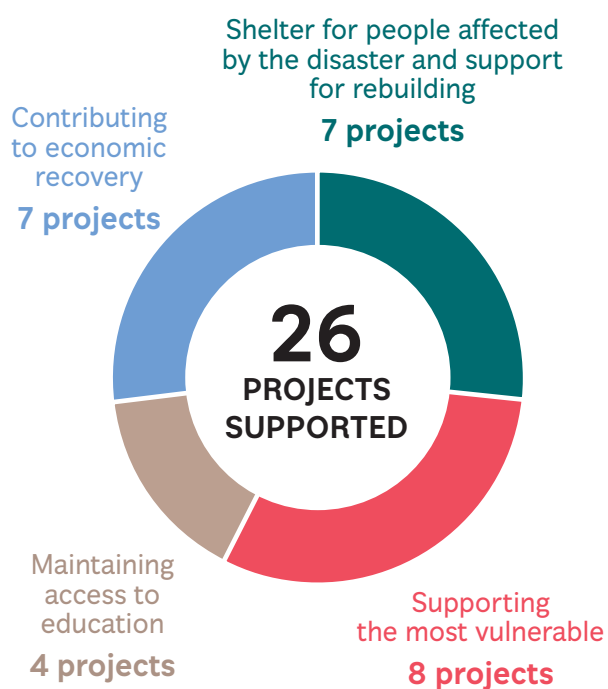 Shelter for people affected
by the disaster and support
for rebuilding
7 projects
Contributing
to economic
recovery
7 projects
26
PROJECTS
SUPPORTED
Maintaining
access to
education
4 projects
Supporting
the most vulnerable
8 projects